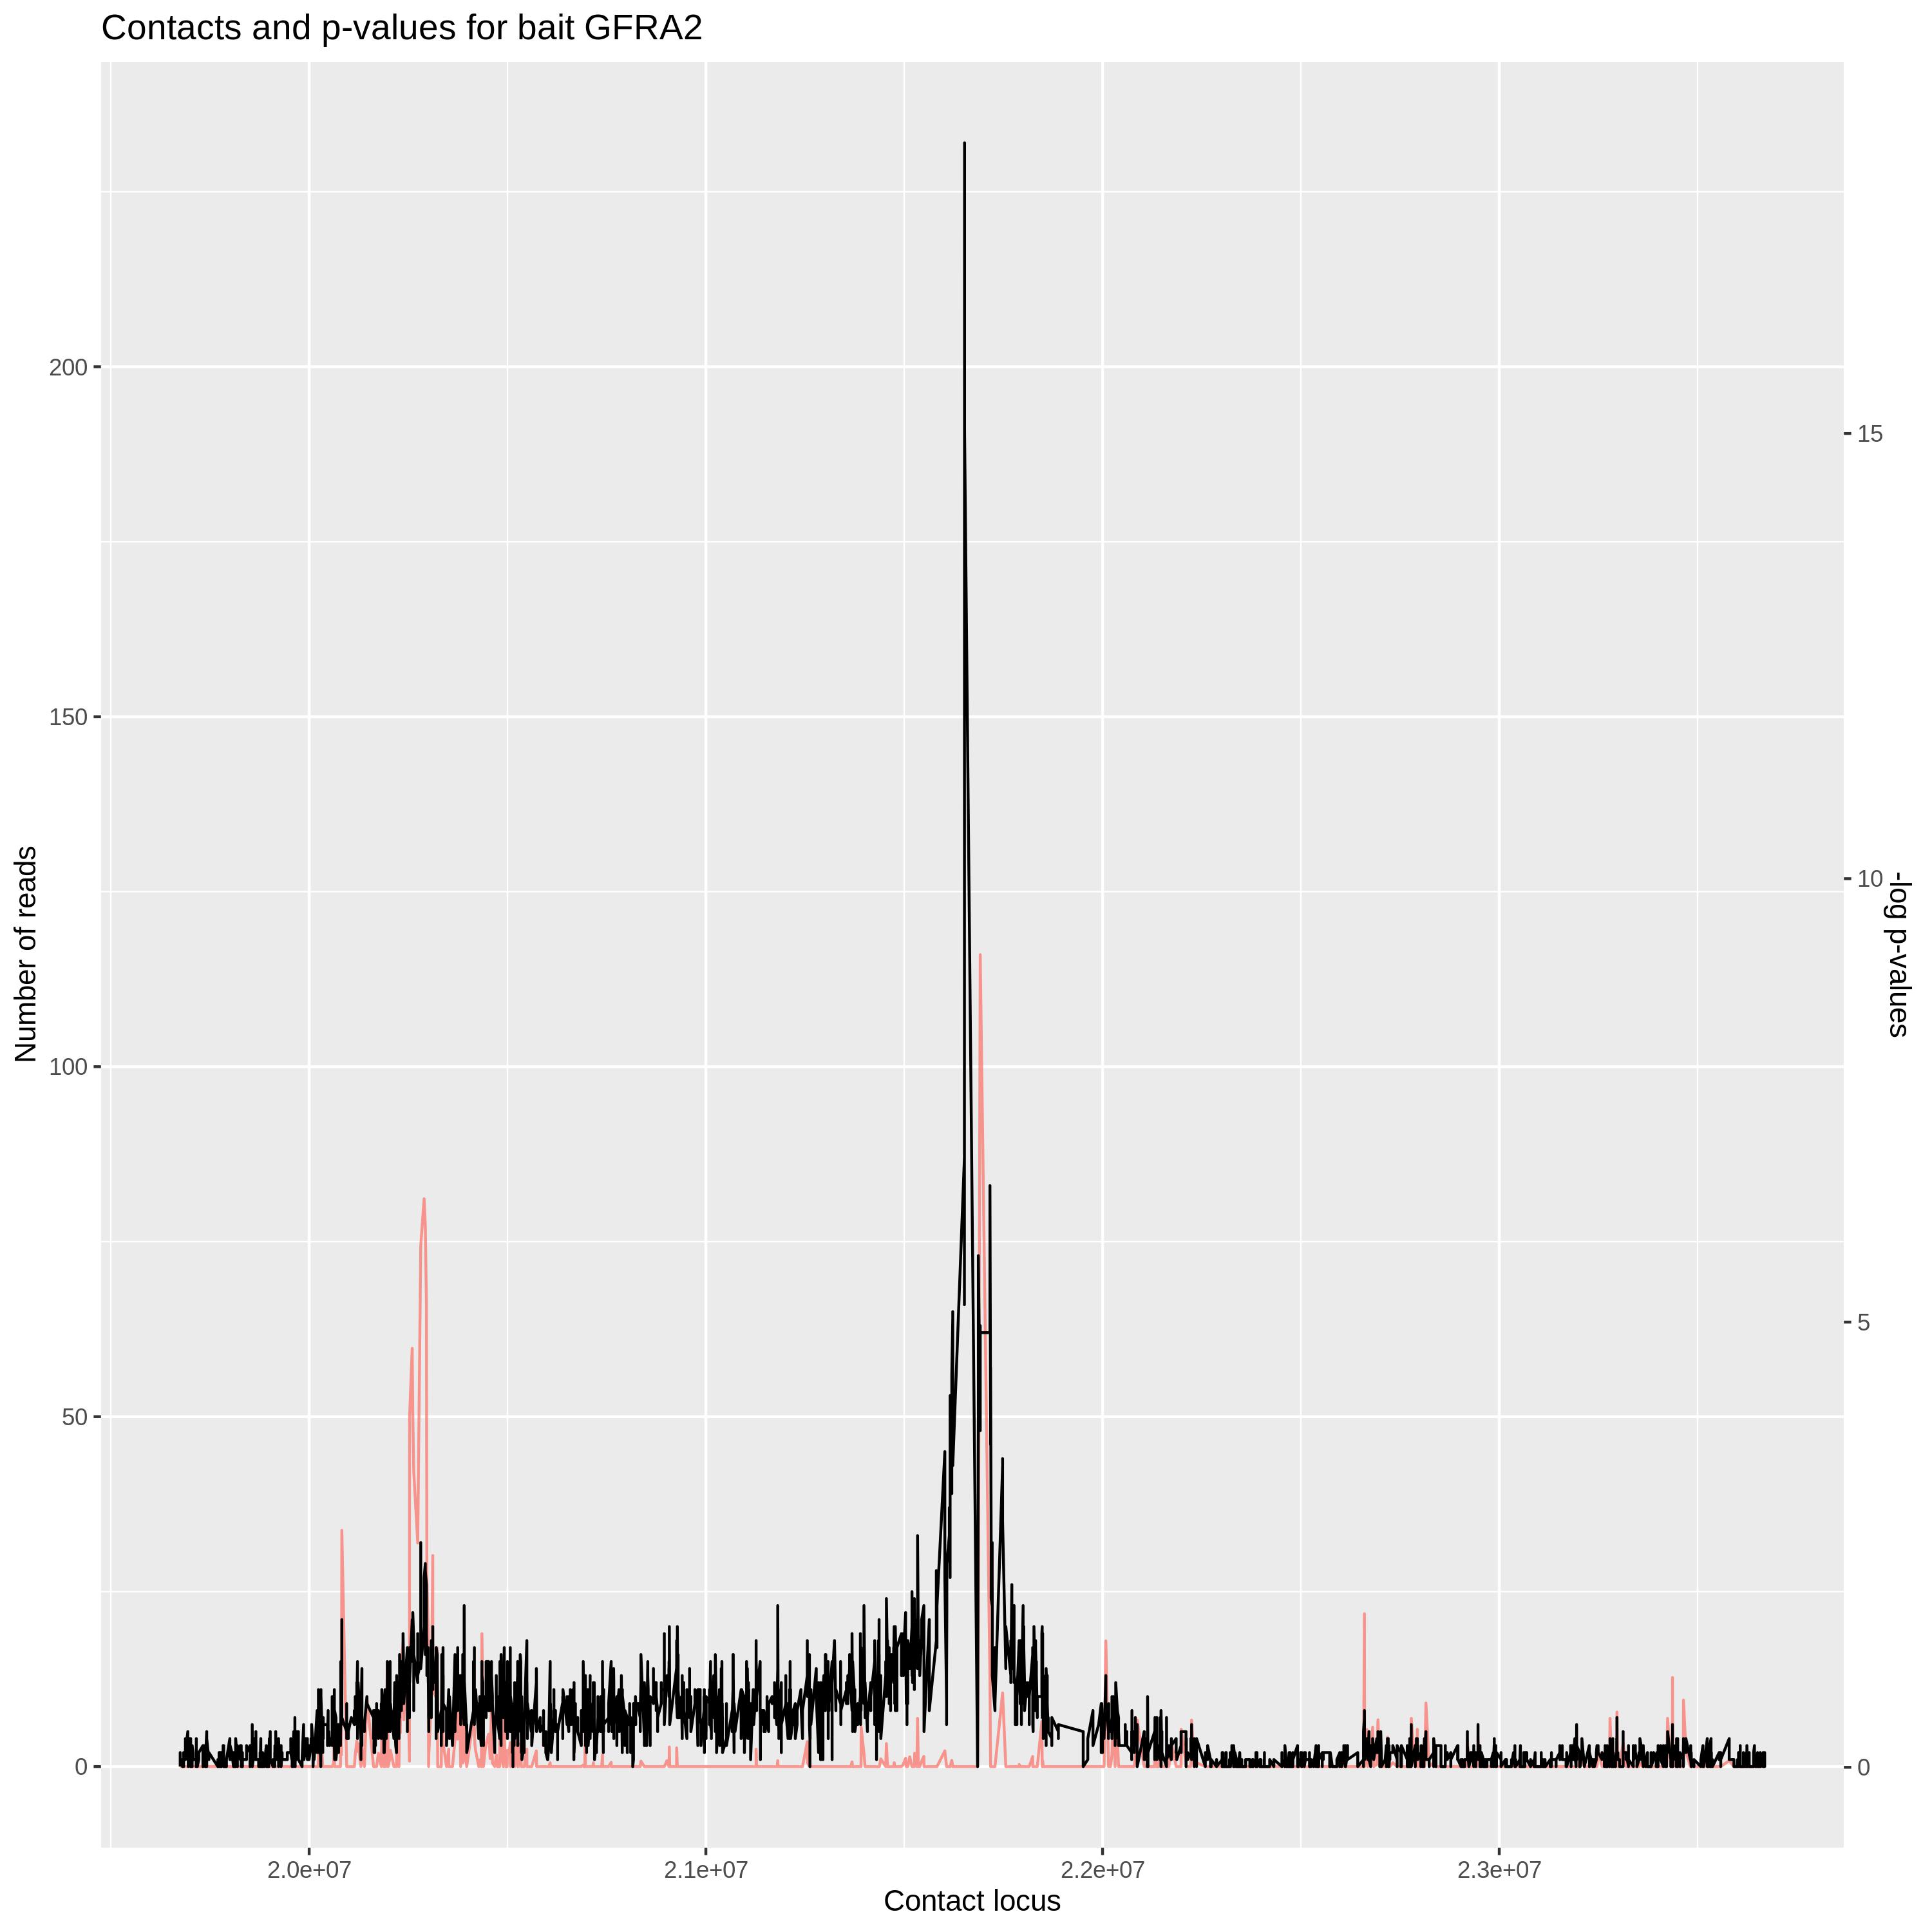 Contacts and p-values for bait GFRA2
Number of reads
200
150
100
50
0
15
10
5
0
-log p-values
2.0e+07
2.1e+07
2.2e+07
2.3e+07
Contact locus